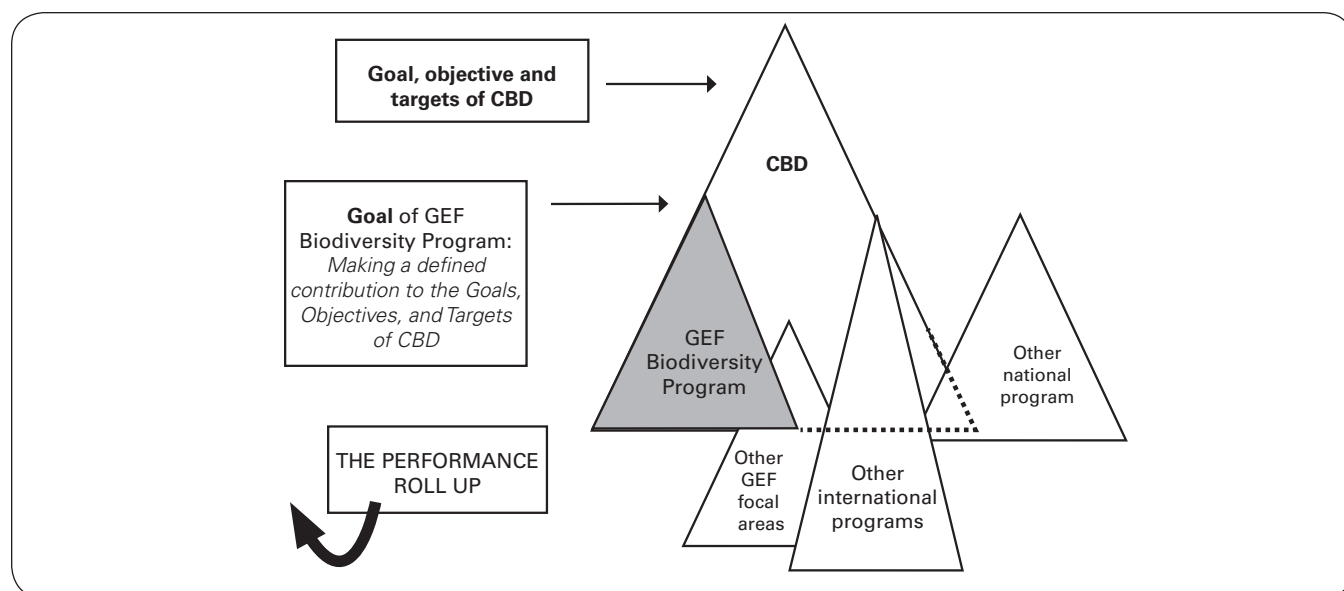 Goal, objective and
targets of CBD
CBD
Goal of GEF
Biodiversity Program:
Making a defined
contribution to the Goals,
Objectives, and Targets
of CBD
GEF
Biodiversity
Program
Other
national
program
THE PERFORMANCE
ROLL UP
Other
GEF
focal
areas
Other
international
programs